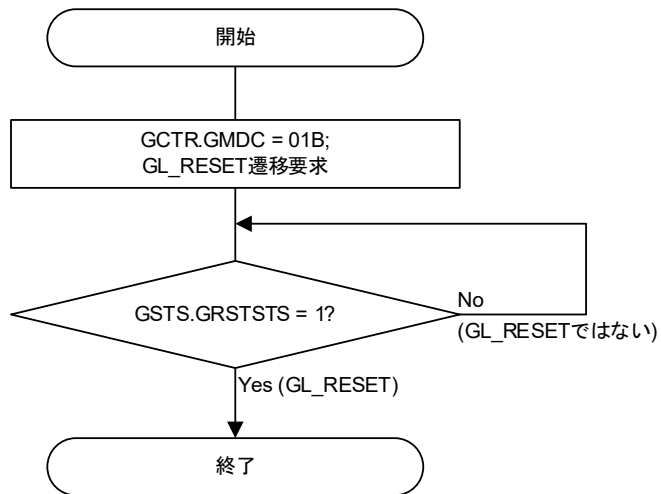 開始
GCTR.GMDC = 01B;
GL_RESET遷移要求
GSTS.GRSTSTS = 1?
No
(GL_RESETではない)
Yes (GL_RESET)
終了